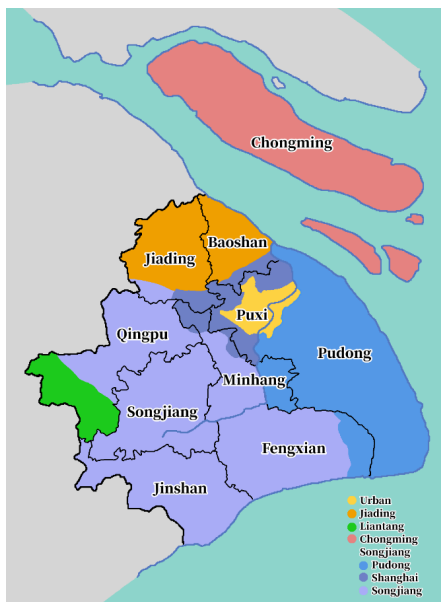 Chongming
Baoshan
Jiading
Puxi
Qingpu
Pudong
Minhang
Songjiang
Fengxian
Jinshan
Urban
Jiading
Liantang
Chongming
Songjiang
Pudong
Shanghai
Songjiang